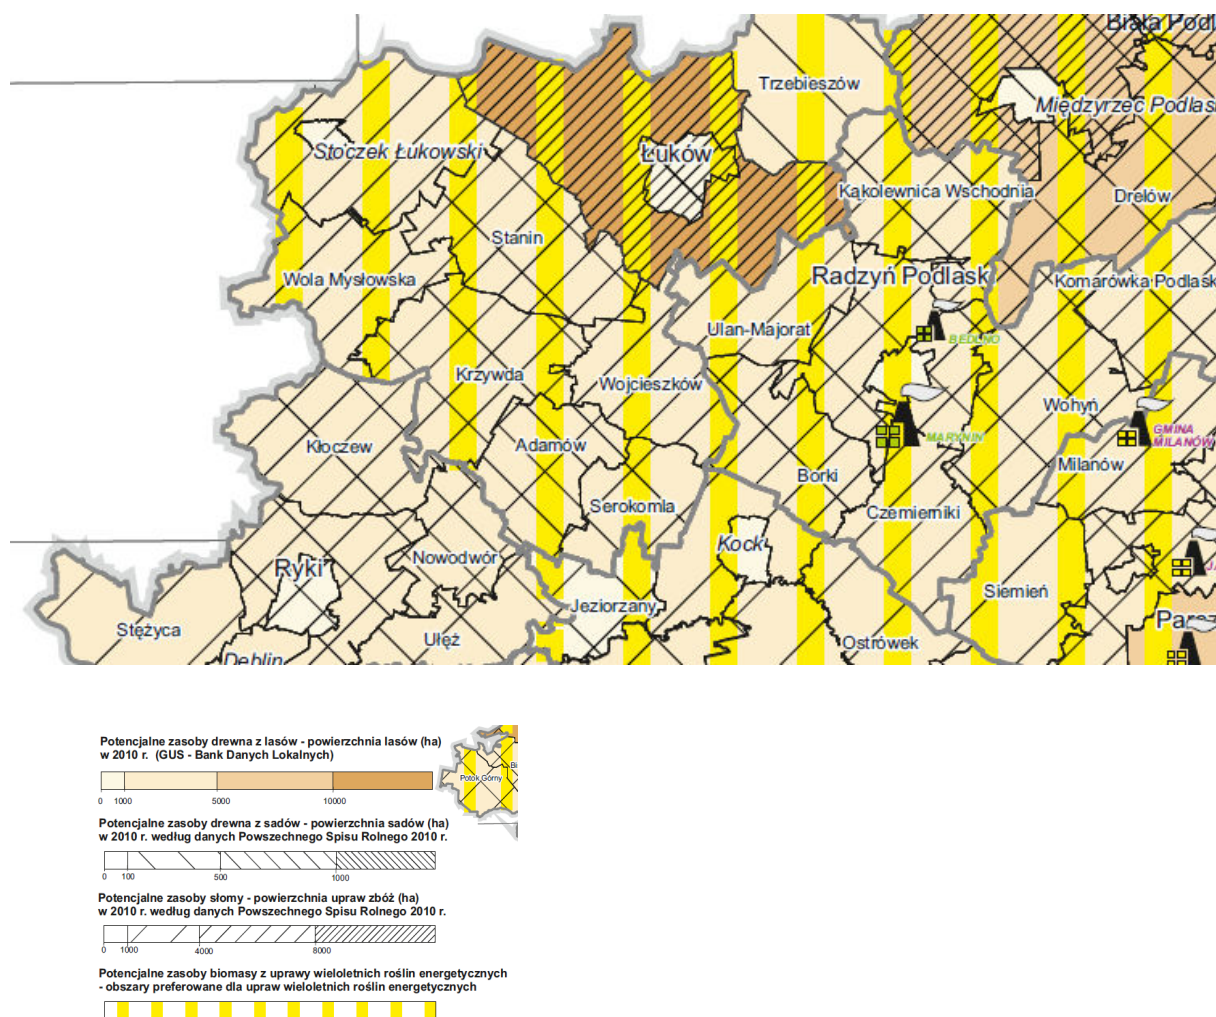 Biała Podl
Trzebieszów
Międzyrzec Podlas
Stoczek Łukowski
Łuków
Kąkolewnica Wschodnia
Drelów
Stanin
Wola Mysłowska
Radzyń Podlask
Komarówka Podlask
Ulan-Majorat
BEDLNO
Krzywda
Wojcieszków
Wohyń
GMINA
MILANÓW
Kłoczew
Adamów
MARYNIN
Milanów
Borki
Serokomla
Czemierniki
Kock
Nowodwór
Ryki
JA
Siemień
Jeziorzany
Parcz
Stężyca
Ułęż
Ostrówek
Dęblin
Potencjalne zasoby drewna z lasów - powierzchnia lasów (ha)
w 2010 r. (GUS - Bank Danych Lokalnych)
0 1000 5000 10000
Bi
Potok Górny
Potencjalne zasoby drewna z sadów - powierzchnia sadów (ha)
w 2010 r. według danych Powszechnego Spisu Rolnego 2010 r.
0 100 500 1000
Potencjalne zasoby słomy - powierzchnia upraw zbóż (ha)
w 2010 r. według danych Powszechnego Spisu Rolnego 2010 r.
0 1000 4000 8000
Potencjalne zasoby biomasy z uprawy wieloletnich roślin energetycznych
- obszary preferowane dla upraw wieloletnich roślin energetycznych